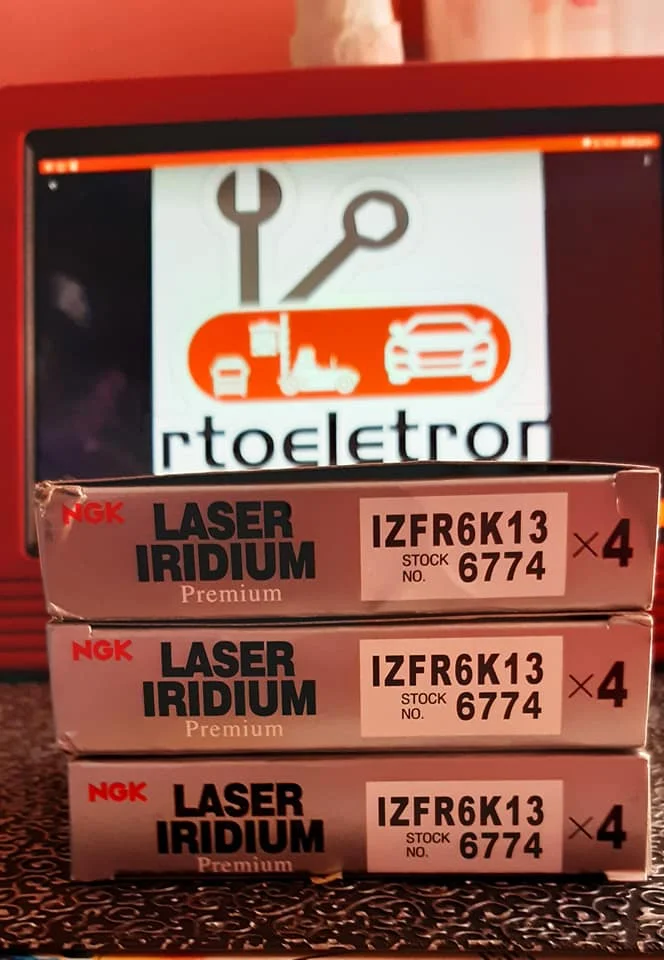 rtoeletror
NGK
LASER
IRIDIUM
Premium
IZFR6K13
STOCK
NO. 6774
×4
NGK
LASER
IRIDIUM
Premium
IZFR6K13
STOCK
NO. 6774
×4
NGK
LASER
IRIDIUM
Premium
IZFR6K13
STOCK
NO. 6774
×4